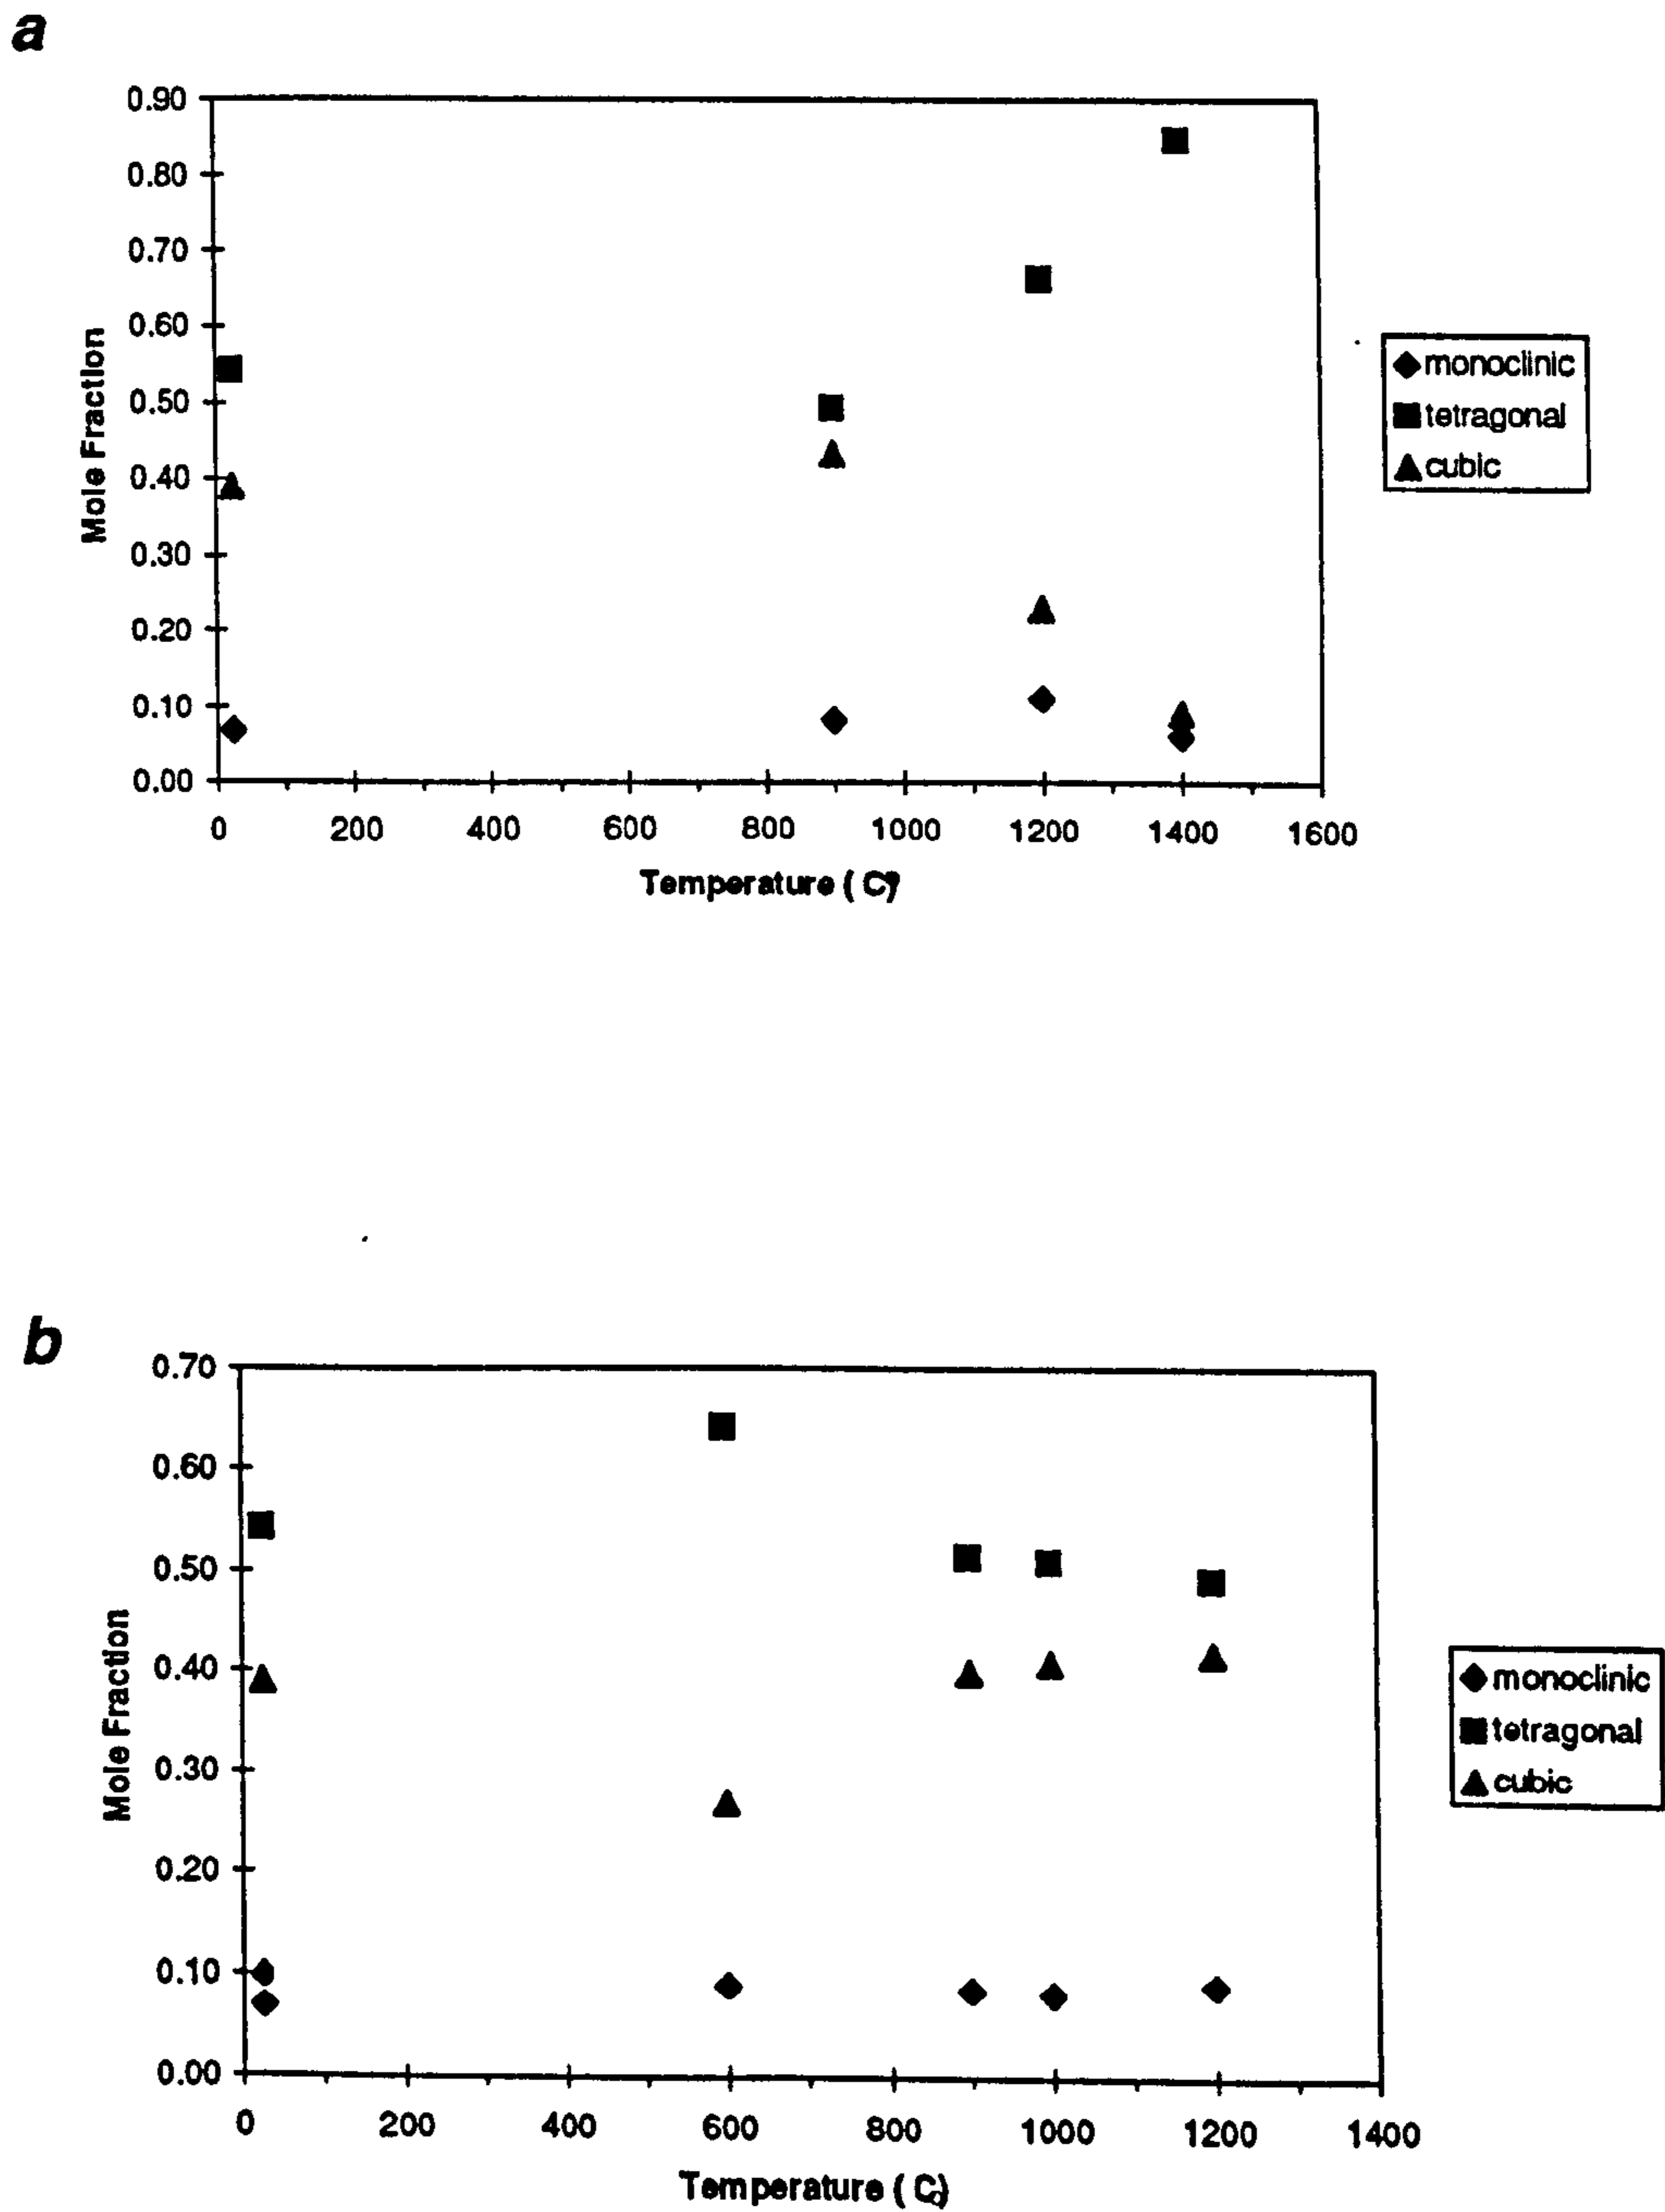 a
0.90
0.80
0.70
0.60
0.50
0.40
0.30
0.20
0.10
0.00
Mole Fraction
0 200 400 600 800 1000 1200 1400 1600
Temperature ( C°)
monoclinic
tetragonal
cubic
b
0.70
0.60
0.50
0.40
0.30
0.20
0.10
0.00
Mole Fraction
0 200 400 600 800 1000 1200 1400
Temperature ( C)
monoclinic
tetragonal
cubic